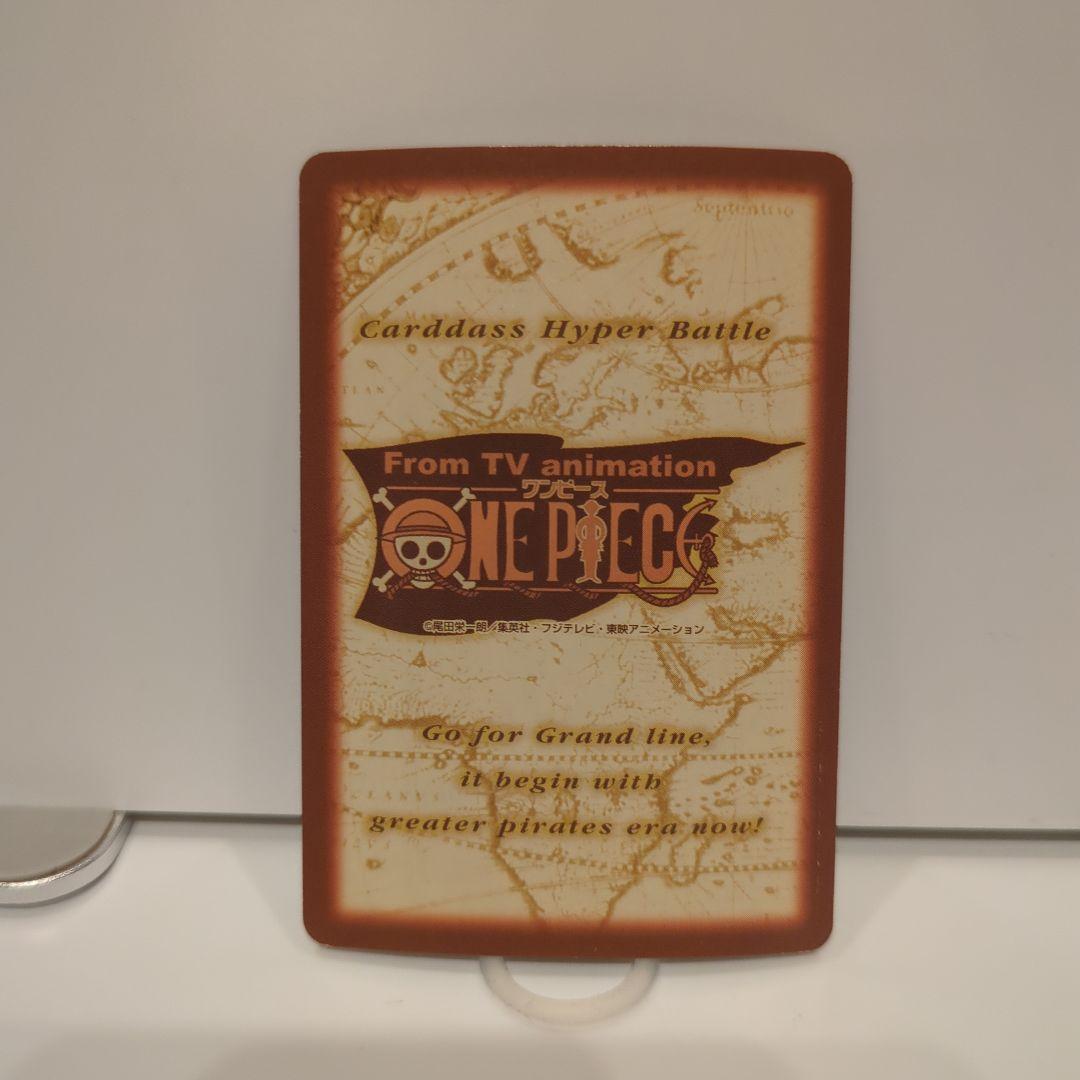 Septentrio
Carddass Hyper Battle
From TV animation
ワンピース
ONE PIECE
©尾田栄一郎／集英社・フジテレビ・東映アニメーション
Go for Grand line,
it begin with
greater pirates era now!